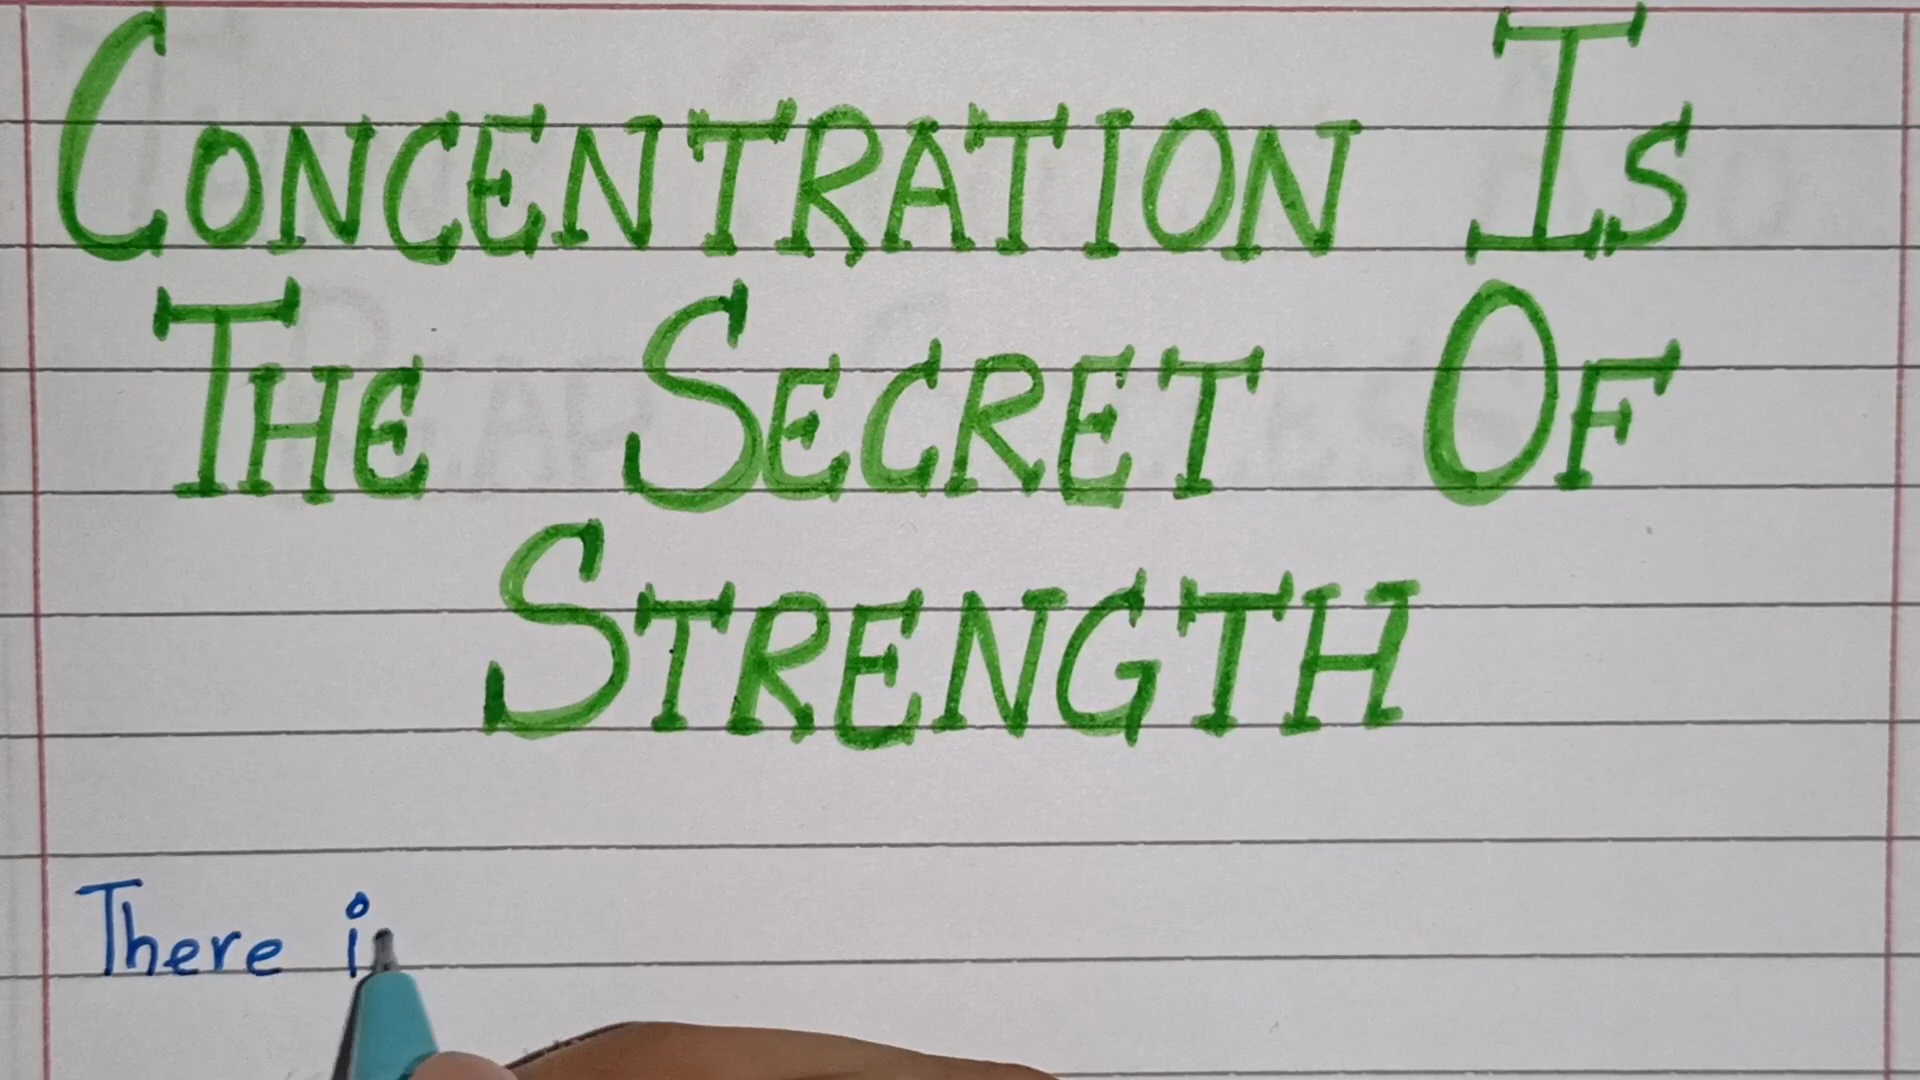 CONCENTRATION IS
THE SECRET OF
STRENGTH
There i